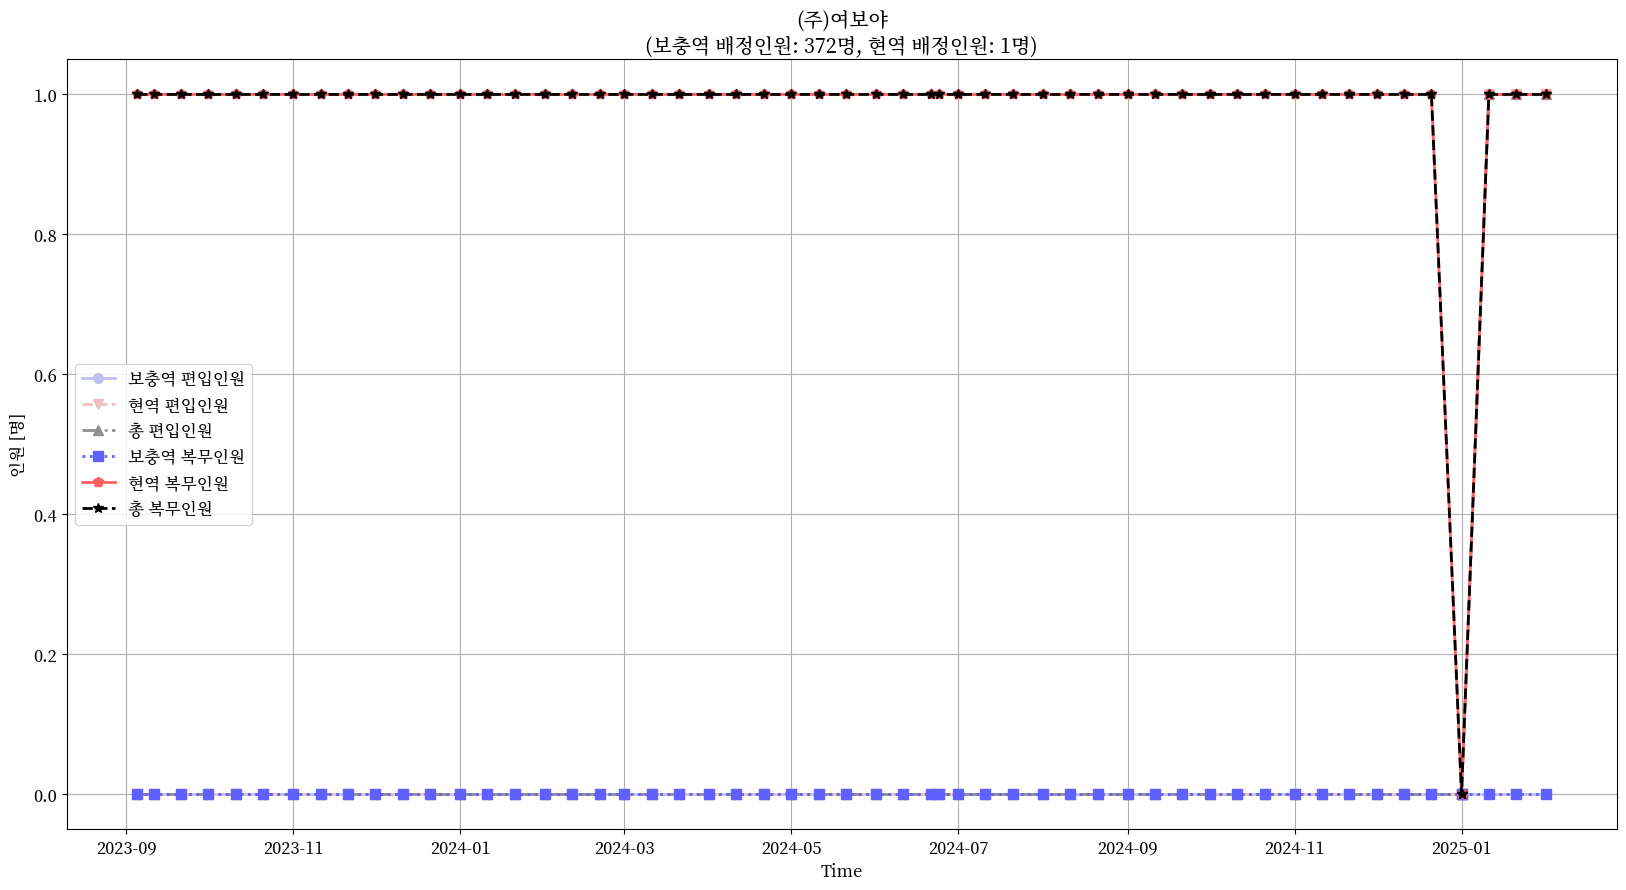 (주)여보야
(보충역 배정인원: 372명, 현역 배정인원: 1명)
인원 [명]
1.0
0.8
0.6
0.4
0.2
0.0
보충역 편입인원
현역 편입인원
총 편입인원
보충역 복무인원
현역 복무인원
총 복무인원
2023-09
2023-11
2024-01
2024-03
2024-05
2024-07
2024-09
2024-11
2025-01
Time